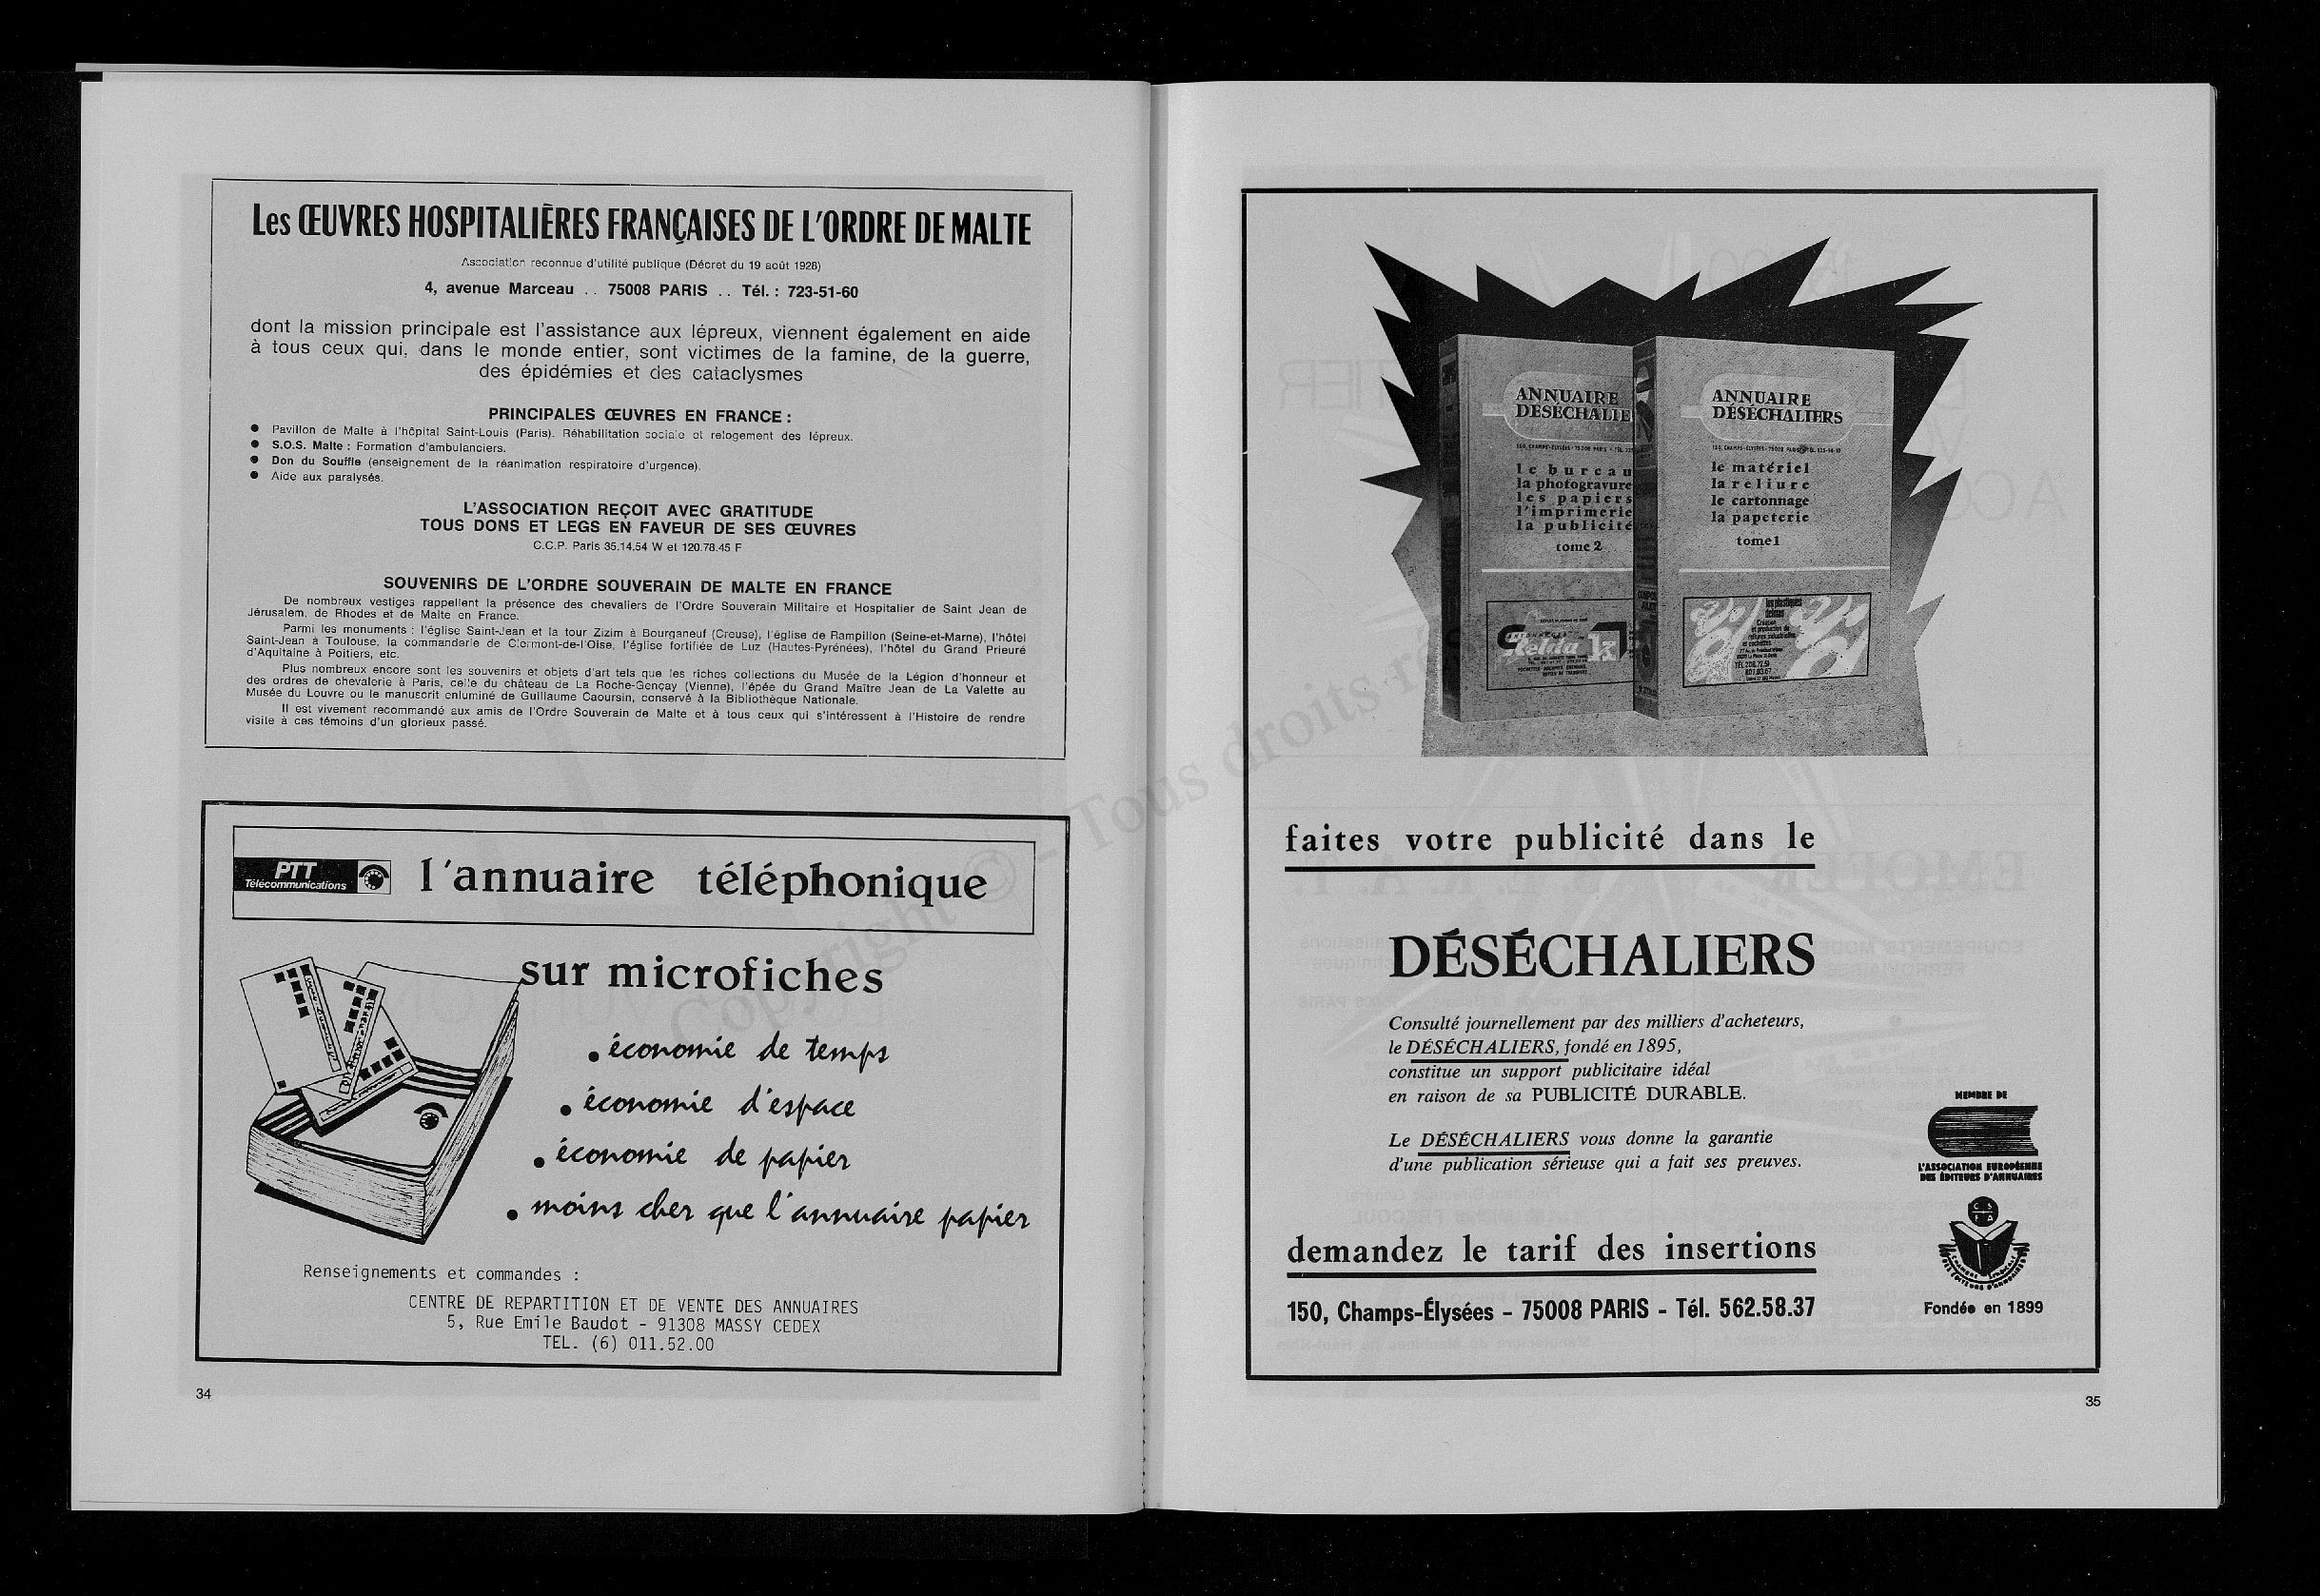 Les ŒUVRES HOSPITALIÈRES FRANÇAISES DE L'ORDRE DE MALTE
Association reconnue d'utilité publique (Décret du 19 août 1928)
4, avenue Marceau .. 75008 PARIS .. Tél. : 723-51-60
dont la mission principale est l'assistance aux lépreux, viennent également en aide
à tous ceux qui, dans le monde entier, sont victimes de la famine, de la guerre,
des épidémies et des cataclysmes
PRINCIPALES ŒUVRES EN FRANCE :
● Pavillon de Malte à l'hôpital Saint-Louis (Paris). Réhabilitation sociale et relogement des lépreux.
● S.O.S. Malte : Formation d'ambulanciers.
● Don du Souffle (enseignement de la réanimation respiratoire d'urgence).
● Aide aux paralysés.
L'ASSOCIATION REÇOIT AVEC GRATITUDE
TOUS DONS ET LEGS EN FAVEUR DE SES ŒUVRES
C.C.P. Paris 35.14.54 W et 120.78.45 F
SOUVENIRS DE L'ORDRE SOUVERAIN DE MALTE EN FRANCE
De nombreux vestiges rappellent la présence des chevaliers de l'Ordre Souverain Militaire et Hospitalier de Saint Jean de
Jérusalem, de Rhodes et de Malte en France.
Parmi les monuments : l'église Saint-Jean et la tour Zizim à Bourganeuf (Creuse), l'église de Rampillon (Seine-et-Marne), l'hôtel
Saint-Jean à Toulouse, la commanderie de Clermont-de-l'Oise, l'église fortifiée de Luz (Hautes-Pyrénées), l'hôtel du Grand Prieuré
d'Aquitaine à Poitiers, etc.
Plus nombreux encore sont les souvenirs et objets d'art tels que les riches collections du Musée de la Légion d'honneur et
des ordres de chevalerie à Paris, celle du château de La Roche-Gençay (Vienne), l'épée du Grand Maître Jean de La Valette au
Musée du Louvre ou le manuscrit enluminé de Guillaume Caoursin, conservé à la Bibliothèque Nationale.
Il est vivement recommandé aux amis de l'Ordre Souverain de Malte et à tous ceux qui s'intéressent à l'Histoire de rendre
visite à ces témoins d'un glorieux passé.
PTT
Télécommunications
l'annuaire téléphonique
sur microfiches
. économie de temps
. économie d'espace
. économie de papier
. moins cher que l'annuaire papier
Renseignements et commandes :
CENTRE DE REPARTITION ET DE VENTE DES ANNUAIRES
5, Rue Emile Baudot - 91308 MASSY CEDEX
TEL. (6) 011.52.00
34
Copyright © - Tous droits
ANNUAIRE
DÉSÉCHALIE
le bureau
la photogravure
les papiers
l'imprimerie
la publicité
tome 2
ANNUAIRE
DÉSÉCHALIERS
le matériel
la reliure
le cartonnage
la papeterie
tome 1
les plastiques
faites votre publicité dans le
DÉSÉCHALIERS
Consulté journellement par des milliers d'acheteurs,
le DÉSÉCHALIERS, fondé en 1895,
constitue un support publicitaire idéal
en raison de sa PUBLICITÉ DURABLE.
Le DÉSÉCHALIERS vous donne la garantie
d'une publication sérieuse qui a fait ses preuves.
MEMBRE DE
L'ASSOCIATION EUROPÉENNE
DES ÉDITEURS D'ANNUAIRES
demandez le tarif des insertions
150, Champs-Élysées - 75008 PARIS - Tél. 562.58.37
Fondée en 1899
35